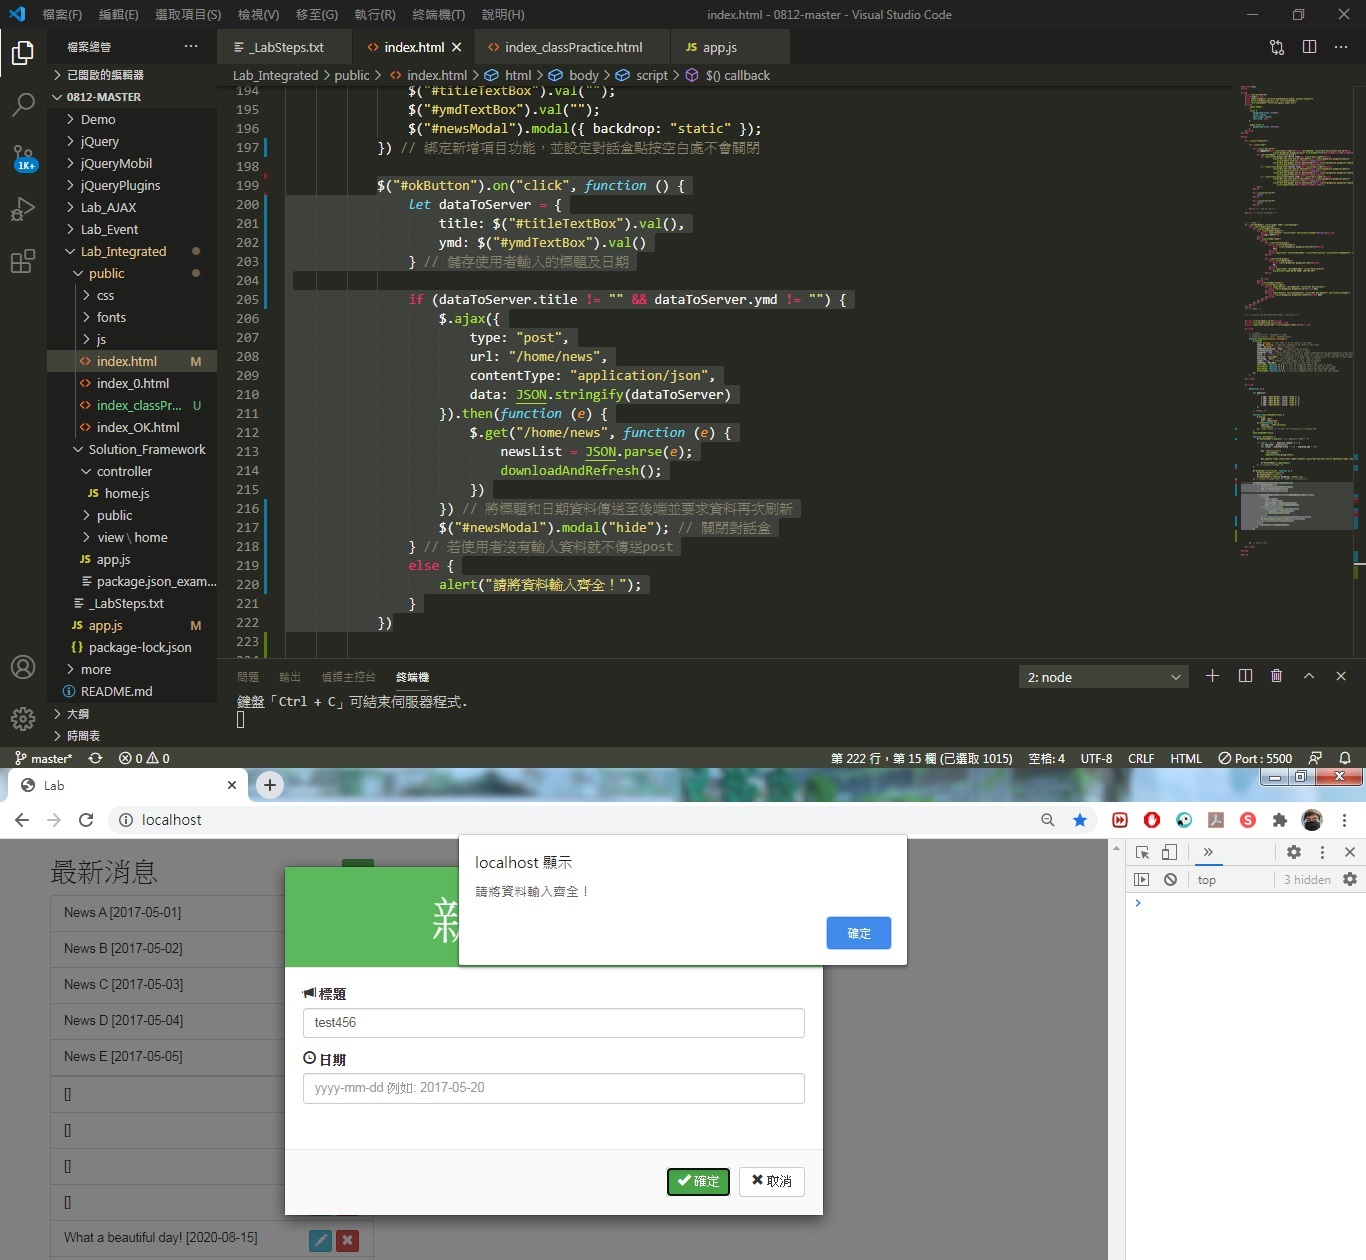 檔案(F) 編輯(E) 選取項目(S) 檢視(V) 移至(G) 執行(R) 終端機(T) 說明(H) index.html - 0812-master - Visual Studio Code
檔案總管 ···
_LabSteps.txt index.html index_classPractice.html JS app.js
Lab_Integrated > public > index.html > html > body > script > $() callback
已開啟的編輯器
0812-MASTER
Demo
jQuery
jQueryMobil
jQueryPlugins
Lab_AJAX
Lab_Event
Lab_Integrated
public
css
fonts
js
index.html M
index_0.html
index_classPr... U
index_OK.html
Solution_Framework
controller
JS home.js
public
view\home
JS app.js
package.json_exam...
_LabSteps.txt
JS app.js M
{} package-lock.json
more
README.md
大綱
時間表
1K+
194 $("#titleTextBox").val("");
195 $("#ymdTextBox").val("");
196 $("#newsModal").modal({ backdrop: "static" });
197 }) // 綁定新增項目功能，並設定對話盒點按空白處不會關閉
198
199 $("#okButton").on("click", function () {
200 let dataToServer = {
201 title: $("#titleTextBox").val(),
202 ymd: $("#ymdTextBox").val()
203 } // 儲存使用者輸入的標題及日期
204
205 if (dataToServer.title != "" && dataToServer.ymd != "") {
206 $.ajax({
207 type: "post",
208 url: "/home/news",
209 contentType: "application/json",
210 data: JSON.stringify(dataToServer)
211 }).then(function (e) {
212 $.get("/home/news", function (e) {
213 newsList = JSON.parse(e);
214 downloadAndRefresh();
215 })
216 }) // 將標題和日期資料傳送至後端並要求資料再次刷新
217 $("#newsModal").modal("hide"); // 關閉對話盒
218 } // 若使用者沒有輸入資料就不傳送post
219 else {
220 alert("請將資料輸入齊全！");
221 }
222 })
223
問題 輸出 偵錯主控台 終端機 2: node
鍵盤「Ctrl + C」可結束伺服器程式.
master* 0 0 第 222 行，第 15 欄 (已選取 1015) 空格: 4 UTF-8 CRLF HTML Port : 5500
Lab
localhost
最新消息
News A [2017-05-01]
News B [2017-05-02]
News C [2017-05-03]
News D [2017-05-04]
News E [2017-05-05]
[]
[]
[]
[]
What a beautiful day! [2020-08-15]
新
localhost 顯示
請將資料輸入齊全！
確定
標題
test456
日期
yyyy-mm-dd 例如: 2017-05-20
確定 取消
top 3 hidden